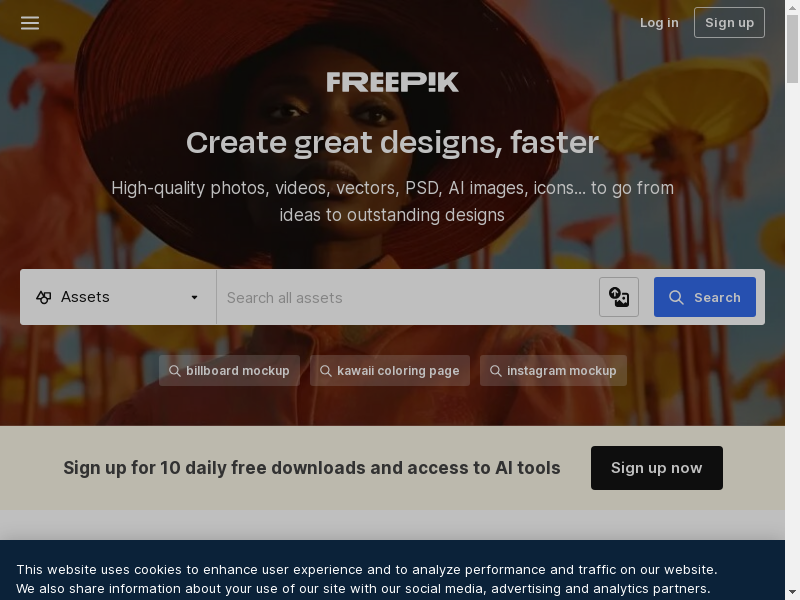 Log in
Sign up
FREEPIK
Create great designs, faster
High-quality photos, videos, vectors, PSD, AI images, icons... to go from
ideas to outstanding designs
Assets
Search all assets
Search
billboard mockup
kawaii coloring page
instagram mockup
Sign up for 10 daily free downloads and access to AI tools
Sign up now
This website uses cookies to enhance user experience and to analyze performance and traffic on our website.
We also share information about your use of our site with our social media, advertising and analytics partners.